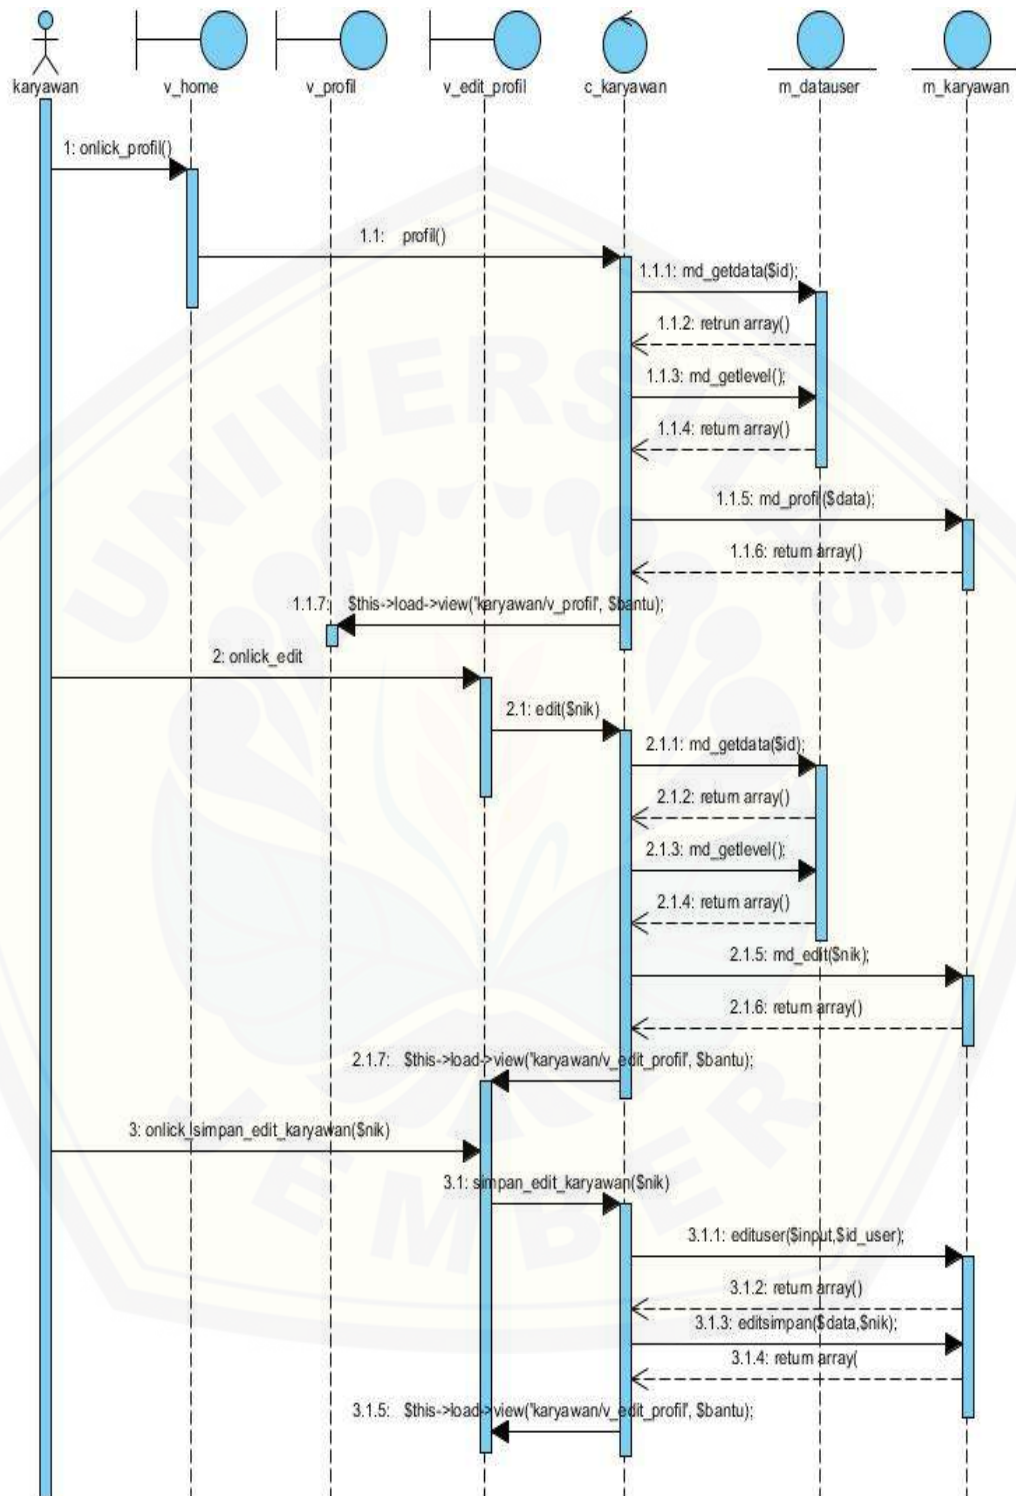 karyawan v_home v_profil v_edit_profil c_karyawan m_datauser m_karyawan
1: onlick_profil()
1.1: profil()
1.1.1: md_getdata($id);
1.1.2: retrun array()
1.1.3: md_getlevel();
1.1.4: return array()
1.1.5: md_profil($data);
1.1.6: return array()
1.1.7: $this->load->view('karyawan/v_profil', $bantu);
2: onlick_edit
2.1: edit($nik)
2.1.1: md_getdata($id);
2.1.2: return array()
2.1.3: md_getlevel();
2.1.4: return array()
2.1.5: md_edit($nik);
2.1.6: return array()
2.1.7: $this->load->view('karyawan/v_edit_profil', $bantu);
3: onlick_simpan_edit_karyawan($nik)
3.1: simpan_edit_karyawan($nik)
3.1.1: edituser($input,$id_user);
3.1.2: return array()
3.1.3: editsimpan($data,$nik);
3.1.4: return array(
3.1.5: $this->load->view('karyawan/v_edit_profil', $bantu);
UNIVERSITAS
JEMBER